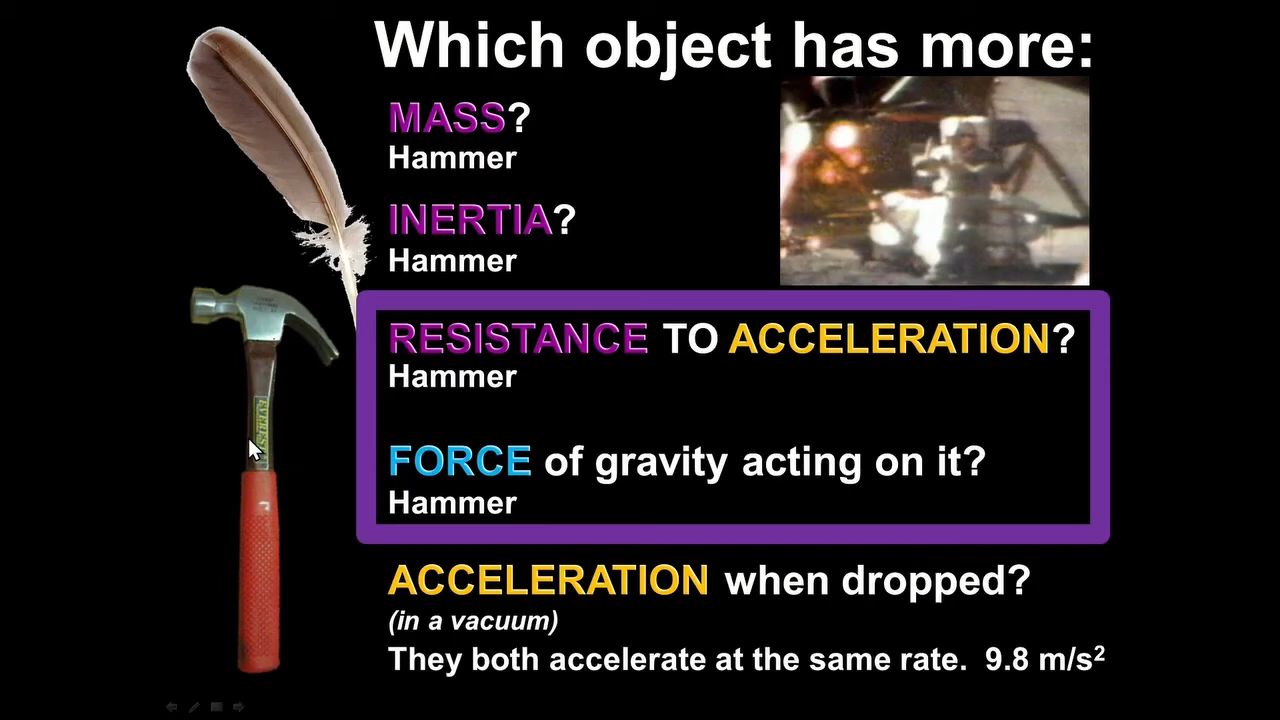 Which object has more:
MASS?
Hammer
INERTIA?
Hammer
RESISTANCE TO ACCELERATION?
Hammer
FORCE of gravity acting on it?
Hammer
ACCELERATION when dropped?
(in a vacuum)
They both accelerate at the same rate. 9.8 m/s²